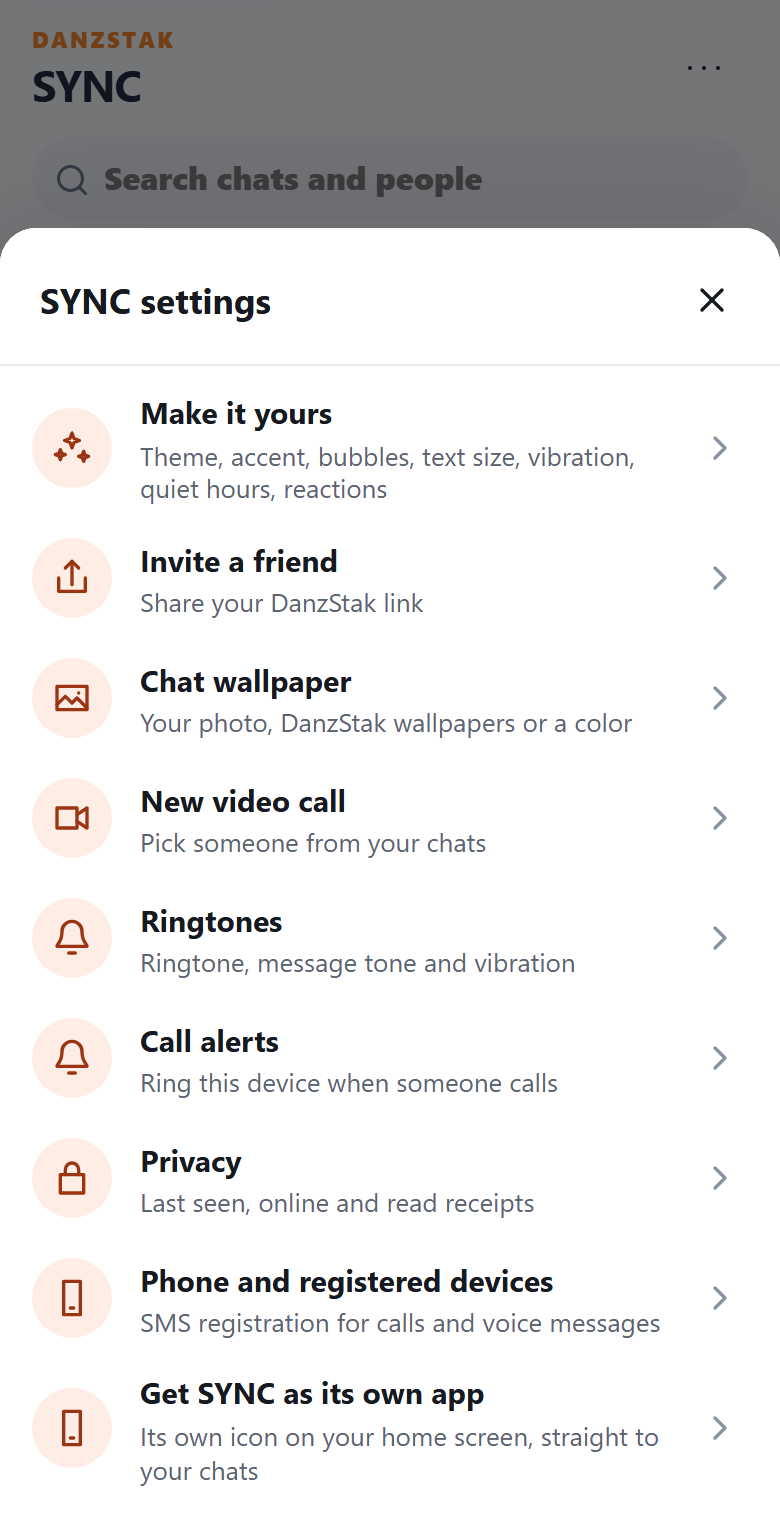 DANZSTAK
SYNC
Search chats and people
SYNC settings
Make it yours
Theme, accent, bubbles, text size, vibration,
quiet hours, reactions
Invite a friend
Share your DanzStak link
Chat wallpaper
Your photo, DanzStak wallpapers or a color
New video call
Pick someone from your chats
Ringtones
Ringtone, message tone and vibration
Call alerts
Ring this device when someone calls
Privacy
Last seen, online and read receipts
Phone and registered devices
SMS registration for calls and voice messages
Get SYNC as its own app
Its own icon on your home screen, straight to
your chats